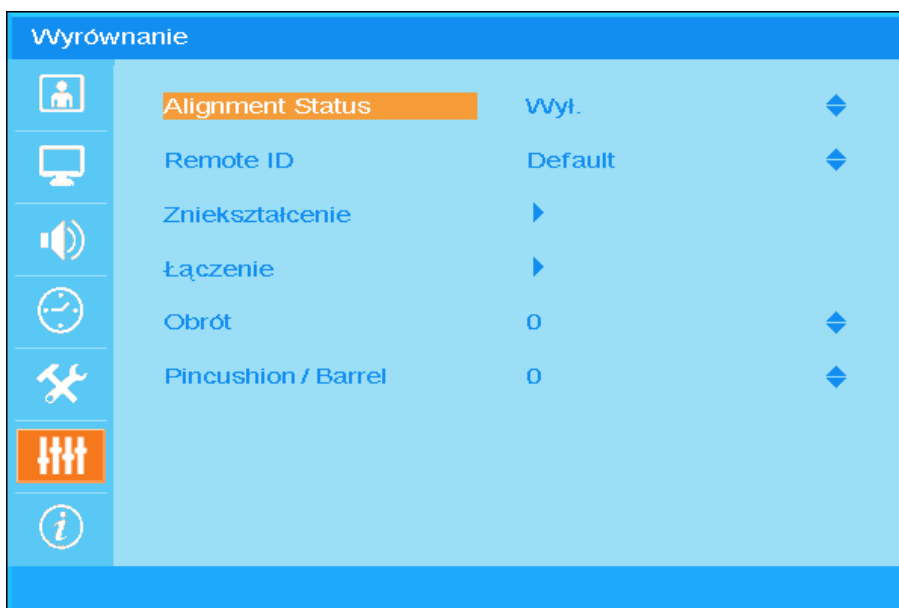 Wyrównanie
Alignment Status Wył.
Remote ID Default
Zniekształcenie
Łączenie
Obrót 0
Pincushion / Barrel 0